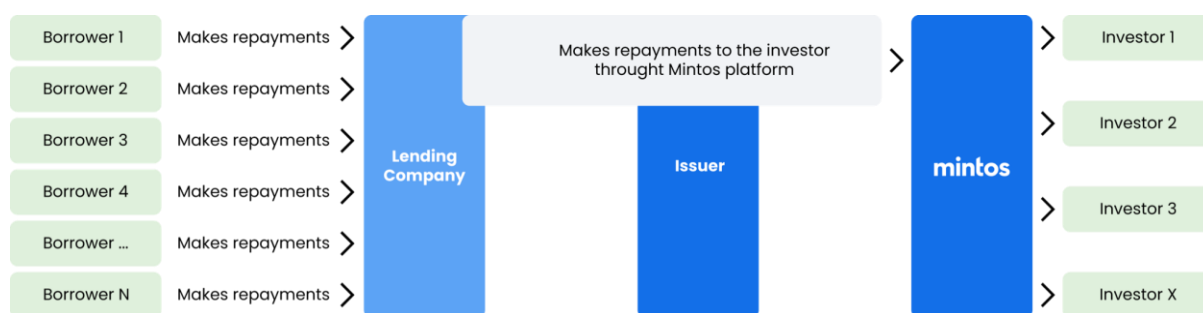 Borrower 1 Makes repayments
Makes repayments to the investor
throught Mintos platform
Investor 1
Borrower 2 Makes repayments
Investor 2
Borrower 3 Makes repayments
Lending
Company
Issuer
mintos
Borrower 4 Makes repayments
Investor 3
Borrower ... Makes repayments
Borrower N Makes repayments
Investor X